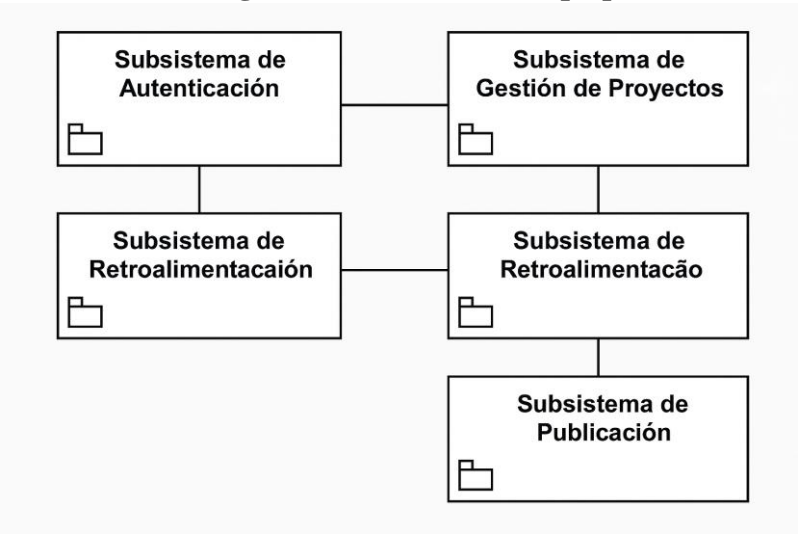 Subsistema de
Autenticación
Subsistema de
Gestión de Proyectos
Subsistema de
Retroalimentacaión
Subsistema de
Retroalimentacão
Subsistema de
Publicación